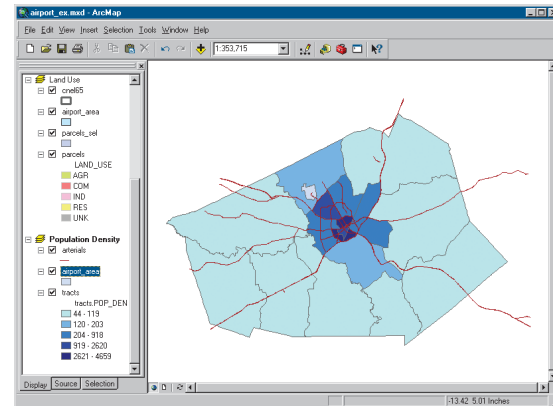 airport_ex.mxd - ArcMap
File Edit View Insert Selection Tools Window Help
1:353,715
Land Use
cnel65
airport_area
parcels_sel
parcels
LAND_USE
AGR
COM
IND
RES
UNK
Population Density
arterials
airport_area
tracts
tracts.POP_DEN
44 - 119
120 - 203
204 - 918
919 - 2620
2621 - 4659
Display Source Selection
-13.42 5.01 Inches